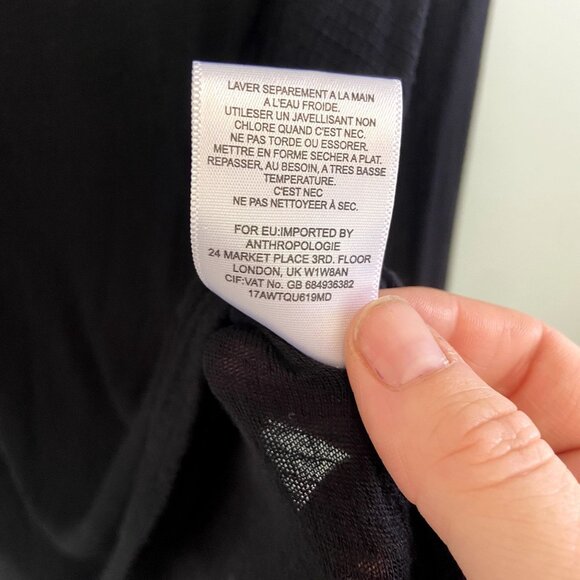 LAVER SEPAREMENT A LA MAIN
A L'EAU FROIDE.
UTILESER UN JAVELLISANT NON
CHLORE QUAND C'EST NEC.
NE PAS TORDE OU ESSORER.
METTRE EN FORME SECHER A PLAT.
REPASSER, AU BESOIN, A TRES BASSE
TEMPERATURE.
C'EST NEC
NE PAS NETTOYEER À SEC.
FOR EU:IMPORTED BY
ANTHROPOLOGIE
24 MARKET PLACE 3RD. FLOOR
LONDON, UK W1W8AN
CIF:VAT No. GB 684936382
17AWTQU619MD